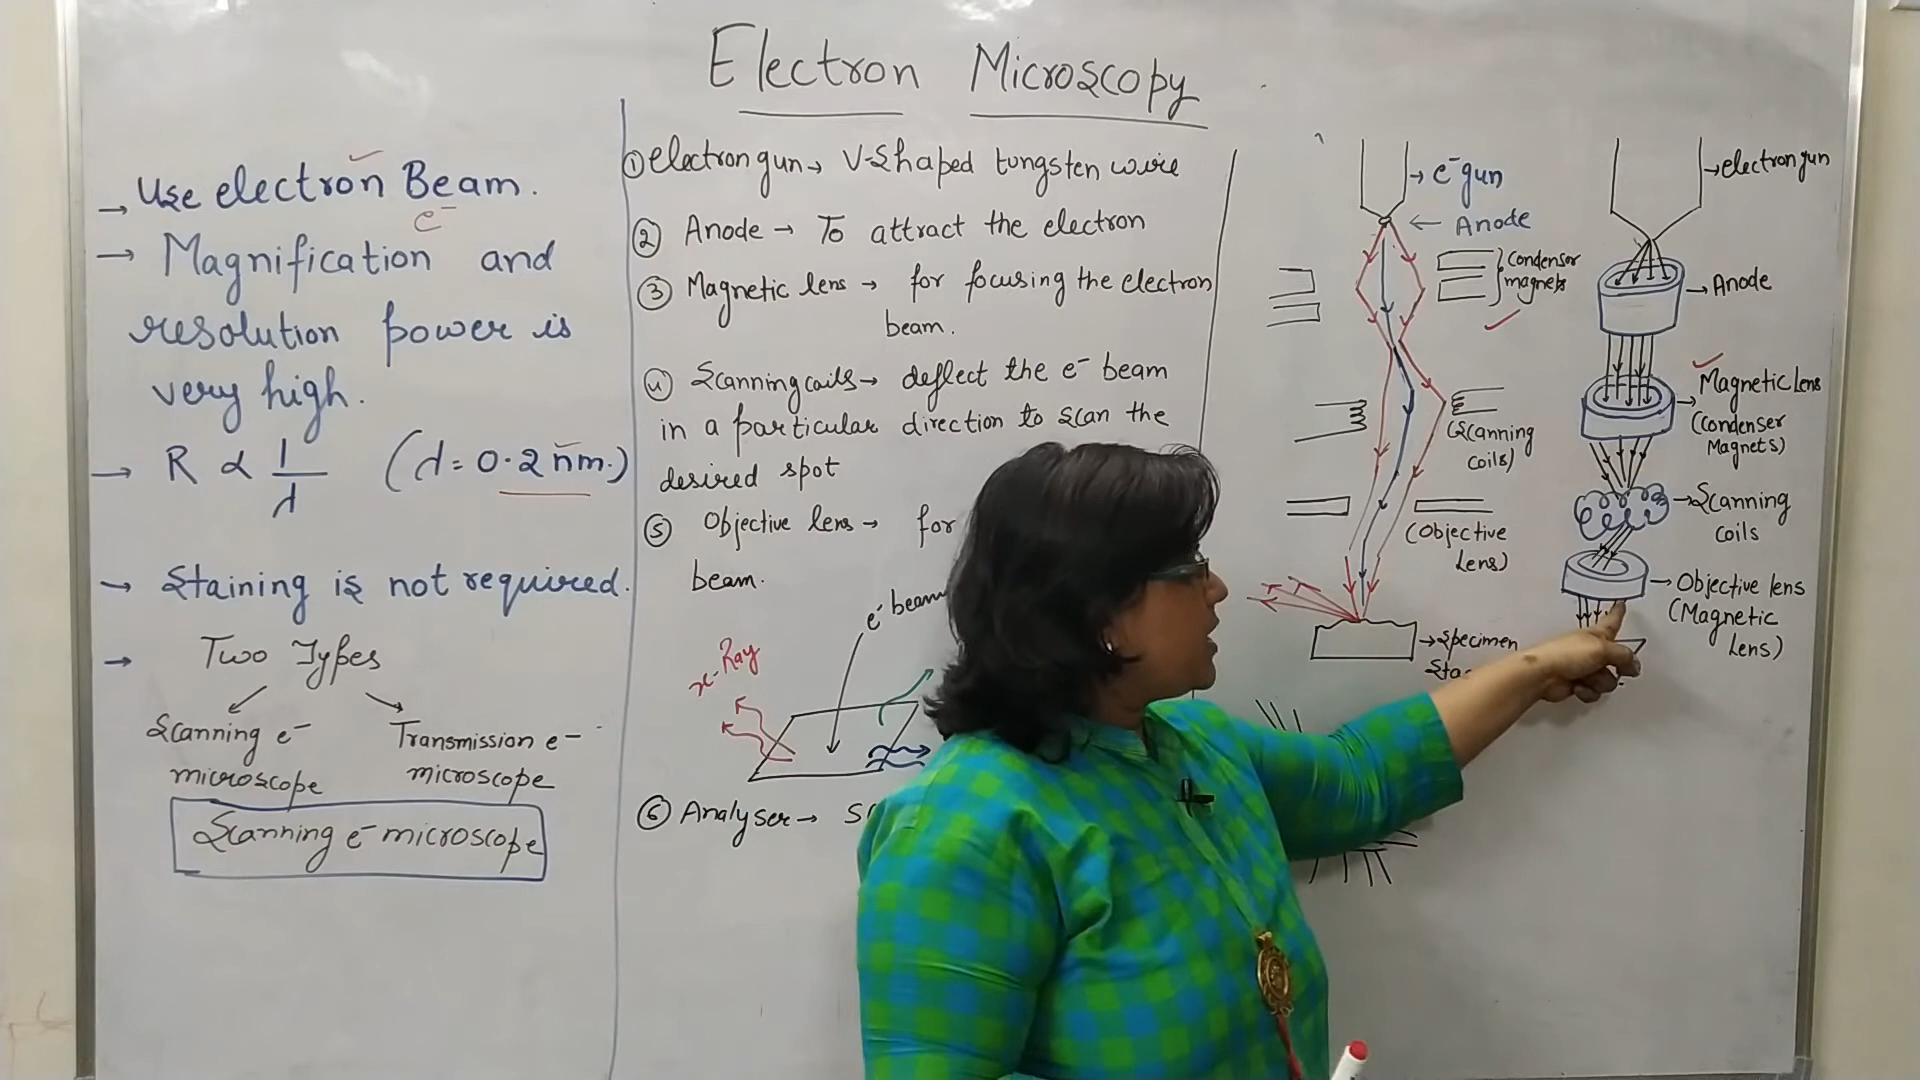 Electron Microscopy
→ Use electron Beam.
e⁻
→ Magnification and
resolution power is
very high.
→ R ∝ 1/λ (d = 0.2 nm.)
→ Staining is not required.
→ Two Types
Scanning e⁻
microscope
Transmission e⁻
microscope
Scanning e⁻ microscope
① electron gun → V-Shaped tungsten wire
② Anode → To attract the electron
③ Magnetic lens → for focusing the electron
beam.
④ Scanning coils → deflect the e⁻ beam
in a particular direction to scan the
desired spot
⑤ Objective lens → for
beam.
e⁻ beam
x-Ray
⑥ Analyser →
→ e⁻ gun
← Anode
Condenser
magnets
(Scanning
coils)
(Objective
Lens)
→ Specimen
→ electron gun
→ Anode
→ Magnetic Lens
(Condenser
Magnets)
→ Scanning
coils
→ Objective lens
(Magnetic
Lens)